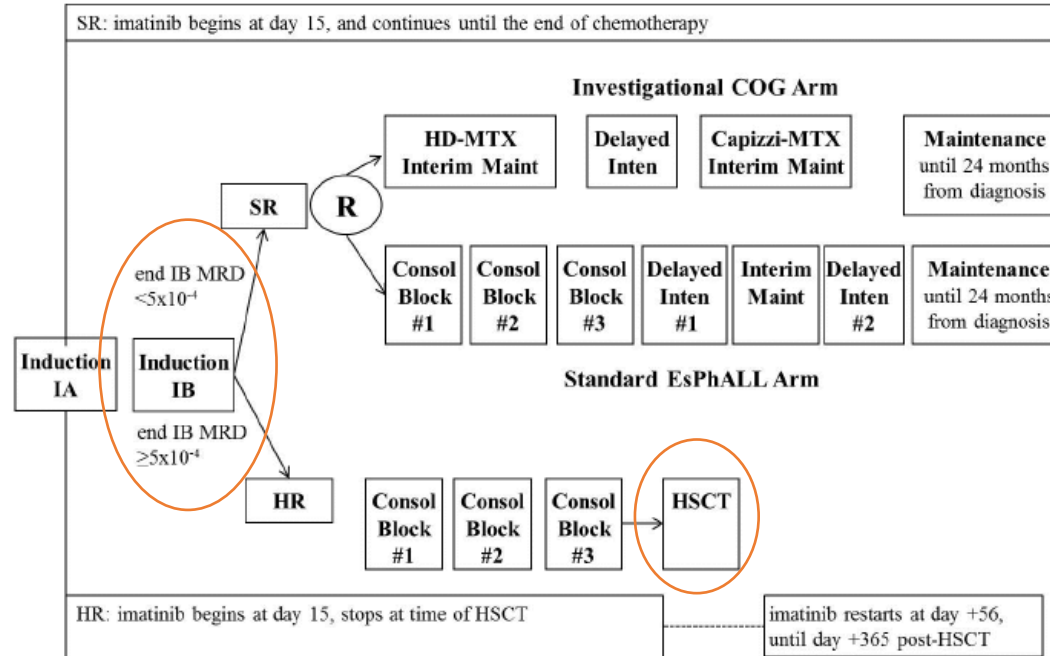 SR: imatinib begins at day 15, and continues until the end of chemotherapy
Investigational COG Arm
HD-MTX
Interim Maint
Delayed
Inten
Capizzi-MTX
Interim Maint
Maintenance
until 24 months
from diagnosis
SR
R
end IB MRD
<5x10⁻⁴
Consol
Block
#1
Consol
Block
#2
Consol
Block
#3
Delayed
Inten
#1
Interim
Maint
Delayed
Inten
#2
Maintenance
until 24 months
from diagnosis
Induction
IA
Induction
IB
Standard EsPhALL Arm
end IB MRD
≥5x10⁻⁴
HR
Consol
Block
#1
Consol
Block
#2
Consol
Block
#3
HSCT
HR: imatinib begins at day 15, stops at time of HSCT
imatinib restarts at day +56,
until day +365 post-HSCT